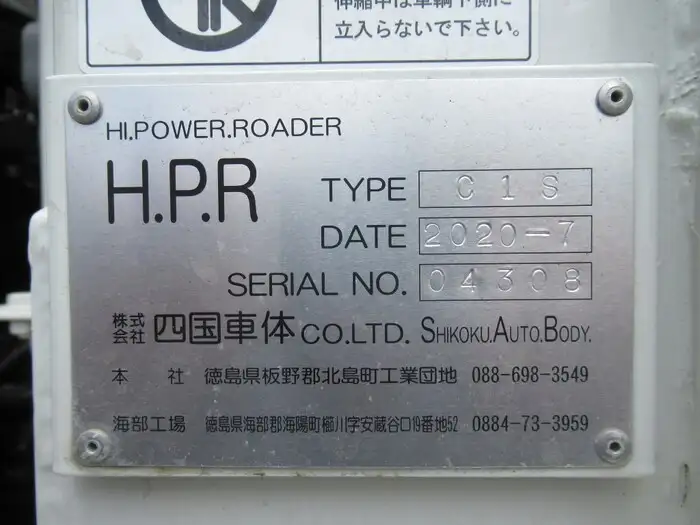 伸縮中は車輌下側に
立入らないで下さい。
HI.POWER.ROADER
H.P.R
TYPE C1S
DATE 2020-7
SERIAL NO. 04308
株式会社 四国車体 CO.LTD. SHIKOKU.AUTO.BODY.
本社 徳島県板野郡北島町工業団地 088-698-3549
海部工場 徳島県海部郡海陽町櫛川字安蔵谷口19番地52 0884-73-3959